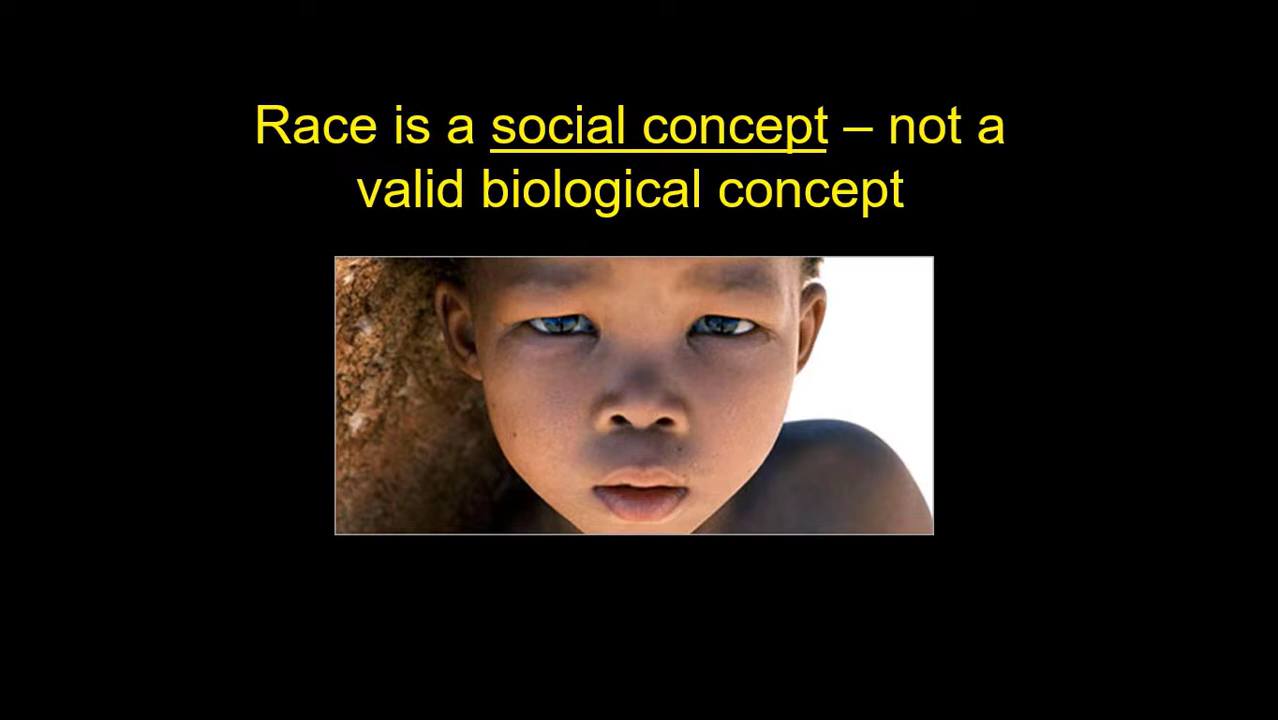 Race is a social concept – not a
valid biological concept